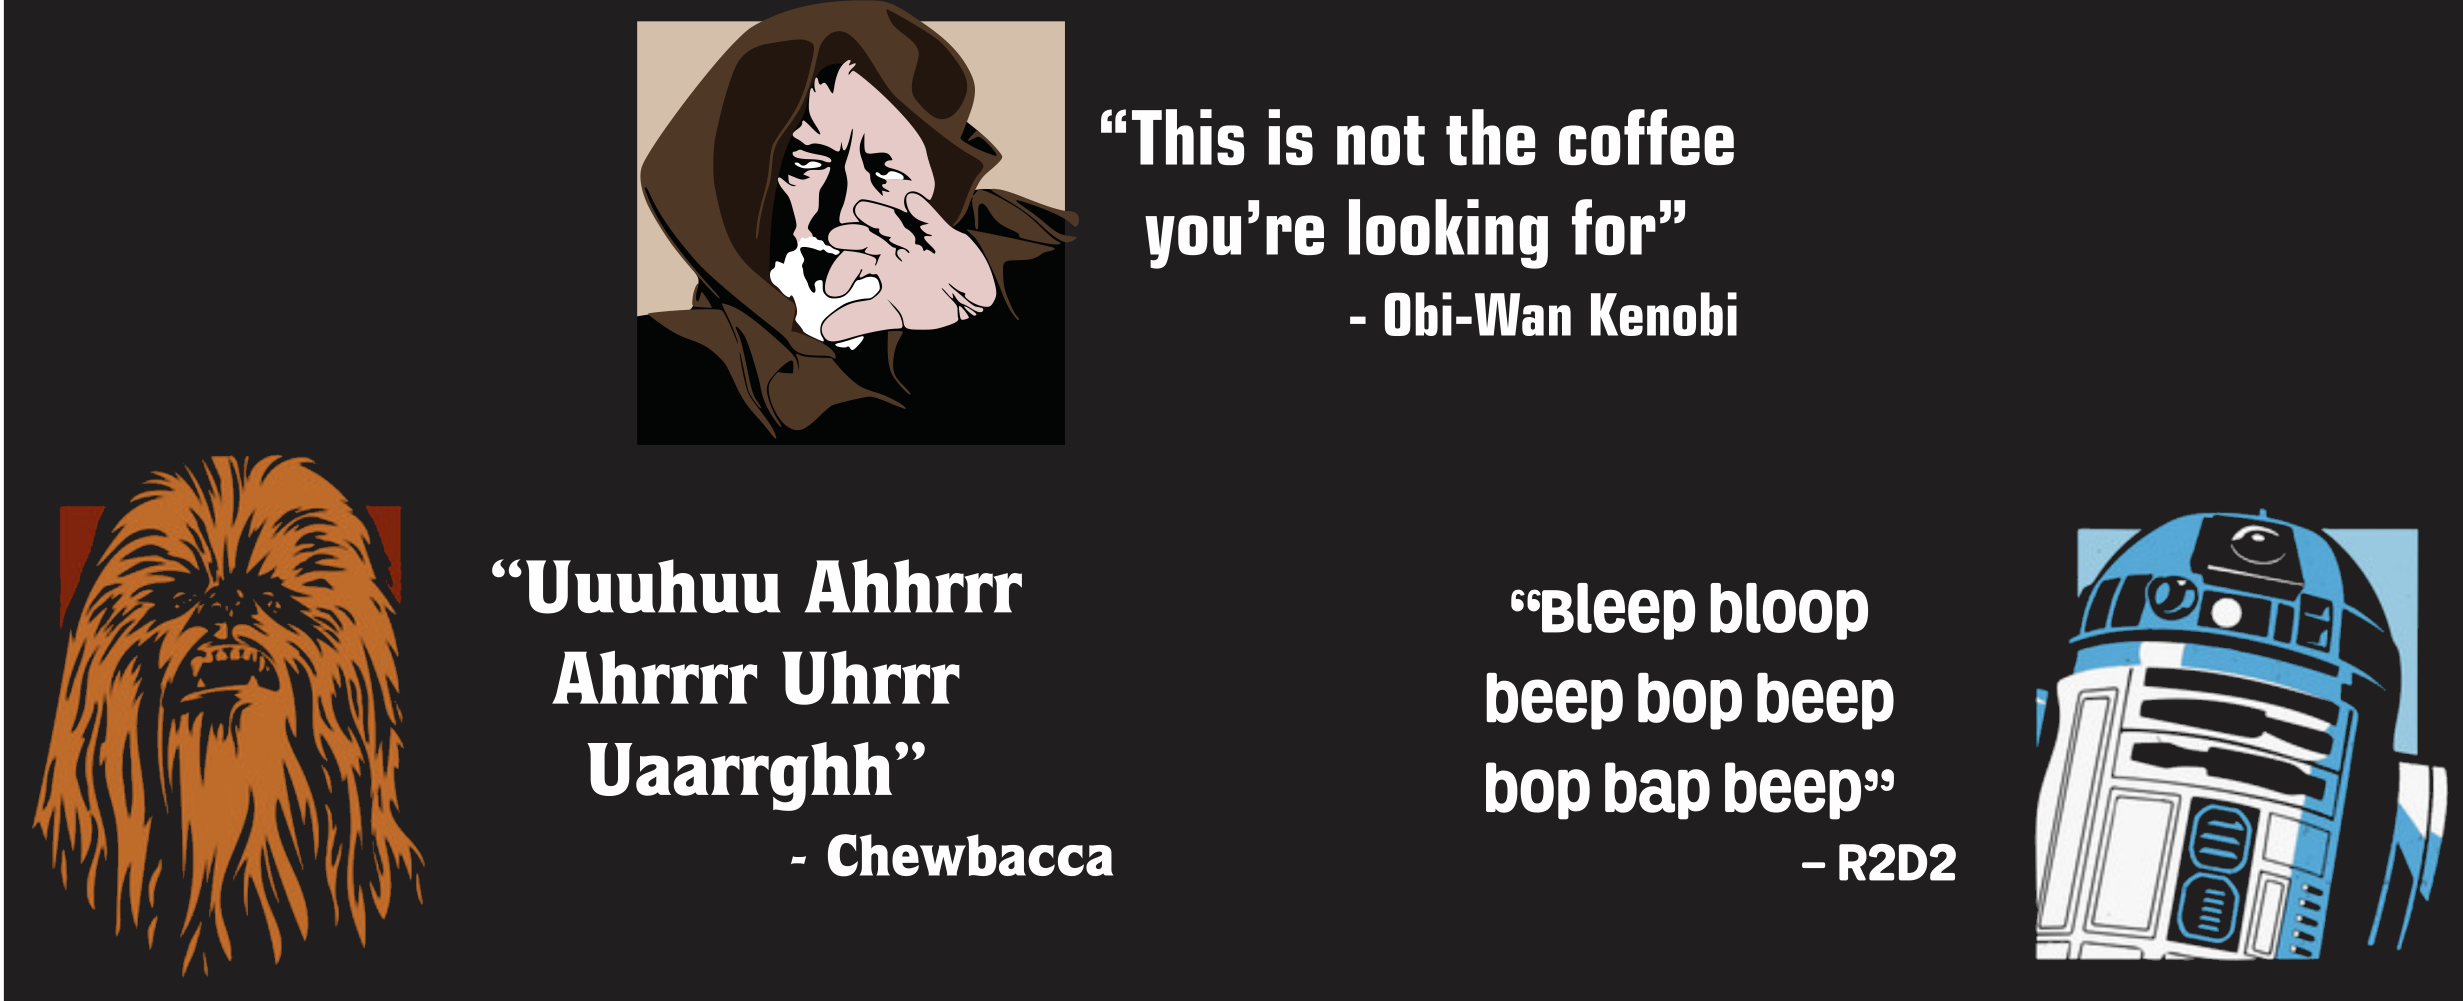 “This is not the coffee
you’re looking for”
- Obi-Wan Kenobi
“Uuuhuu Ahhrrr
Ahrrrr Uhrrr
Uaarrghh”
- Chewbacca
“Bleep bloop
beep bop beep
bop bap beep”
– R2D2